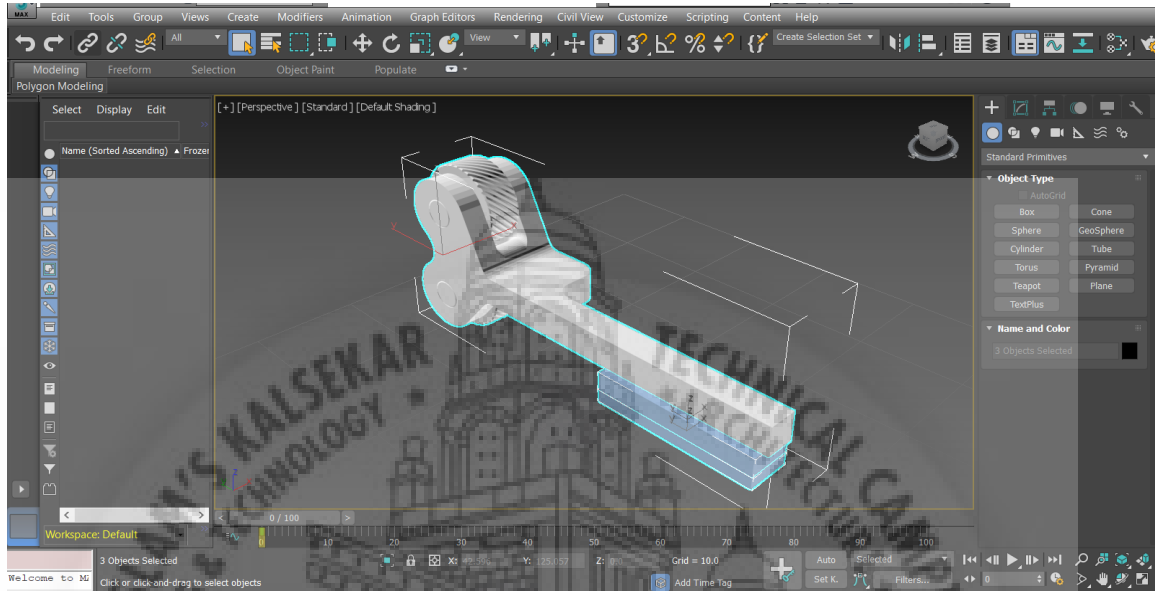 MAX Edit Tools Group Views Create Modifiers Animation Graph Editors Rendering Civil View Customize Scripting Content Help
All View Create Selection Set
Modeling Freeform Selection Object Paint Populate
Polygon Modeling
Select Display Edit
[+] [Perspective ] [Standard ] [Default Shading ]
Name (Sorted Ascending) ▲ Frozen
Standard Primitives
Object Type
AutoGrid
Box Cone
Sphere GeoSphere
Cylinder Tube
Torus Pyramid
Teapot Plane
TextPlus
Name and Color
3 Objects Selected
KALSEKAR TECHNICAL
0 / 100
Workspace: Default
0 10 20 30 40 50 60 70 80 90 100
3 Objects Selected X: Y: 125.057 Z: Grid = 10.0 Auto Selected
Welcome to M
Click or click-and-drag to select objects Add Time Tag Set K. Filters... 0